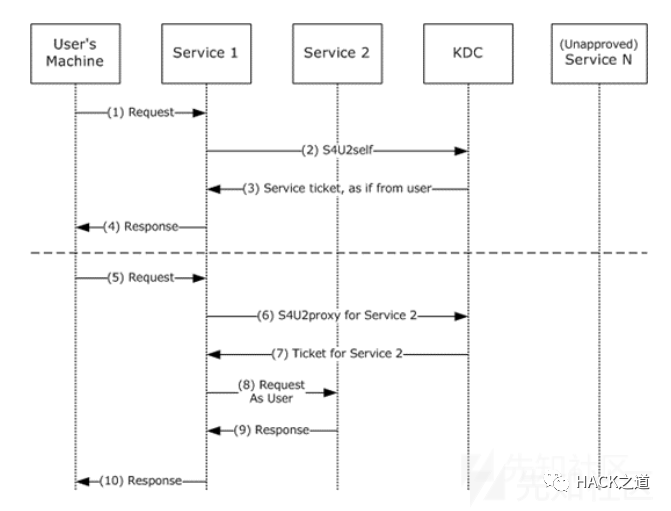 User's
Machine
Service 1
Service 2
KDC
(Unapproved)
Service N
(1) Request
(2) S4U2self
(3) Service ticket, as if from user
(4) Response
(5) Request
(6) S4U2proxy for Service 2
(7) Ticket for Service 2
(8) Request
As User
(9) Response
(10) Response
先知社区
HACK之道